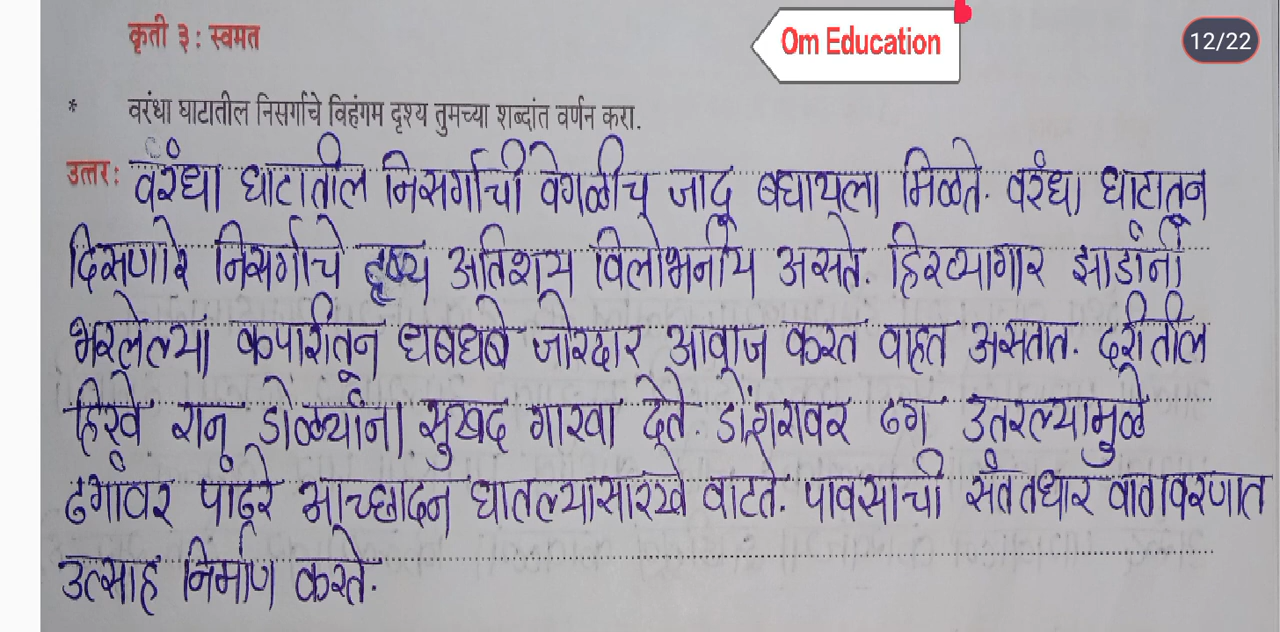 कृती ३ : स्वमत
Om Education
12/22
* वरंधा घाटातील निसर्गाचे विहंगम दृश्य तुमच्या शब्दांत वर्णन करा.
उत्तर: वरंधा घाटातील निसर्गाची वेगळीच जादू बघायला मिळते. वरंधा घाटातून
दिसणारे निसर्गाचे दृष्य अतिशय विलोभनीय असते. हिरव्यागार झाडांनी
भरलेल्या कपारीतून धबधबे जोरदार आवाज करत वाहत असतात. दरीतील
हिरवे रान डोळ्यांना सुखद गारवा देते. डोंगरावर ढग उतरल्यामुळे
ढगांवर पांढरे आच्छादन घातल्यासारखे वाटते. पावसाची संततधार वातावरणात
उत्साह निर्माण करते.